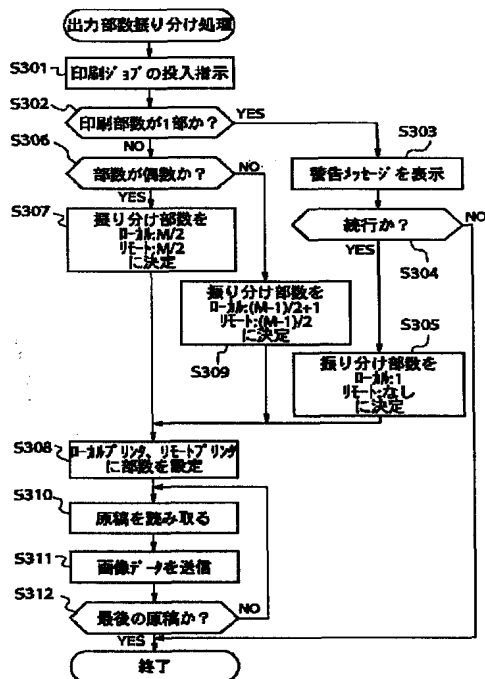 出力部数振り分け処理
S301
印刷ジョブの投入指示
S302
印刷部数が1部か?
YES
NO
S303
警告メッセージを表示
S306
部数が偶数か?
NO
YES
続行か?
NO
YES
S304
S307
振り分け部数を
ローカル:M/2
リモート:M/2
に決定
振り分け部数を
ローカル:(M-1)/2+1
リモート:(M-1)/2
に決定
S309
S305
振り分け部数を
ローカル:1
リモート:なし
に決定
S308
ローカルプリンタ、リモートプリンタ
に部数を設定
S310
原稿を読み取る
S311
画像データを送信
S312
最後の原稿か?
NO
YES
終了